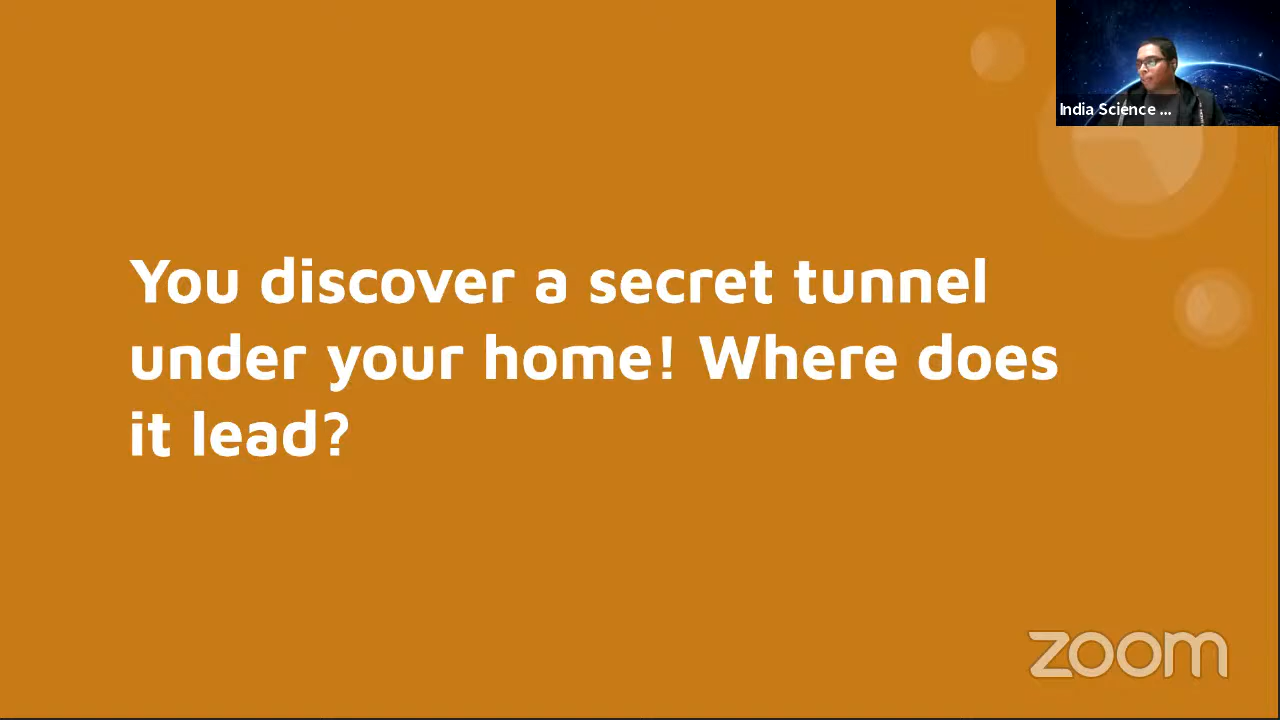 India Science ...
You discover a secret tunnel
under your home! Where does
it lead?
zoom